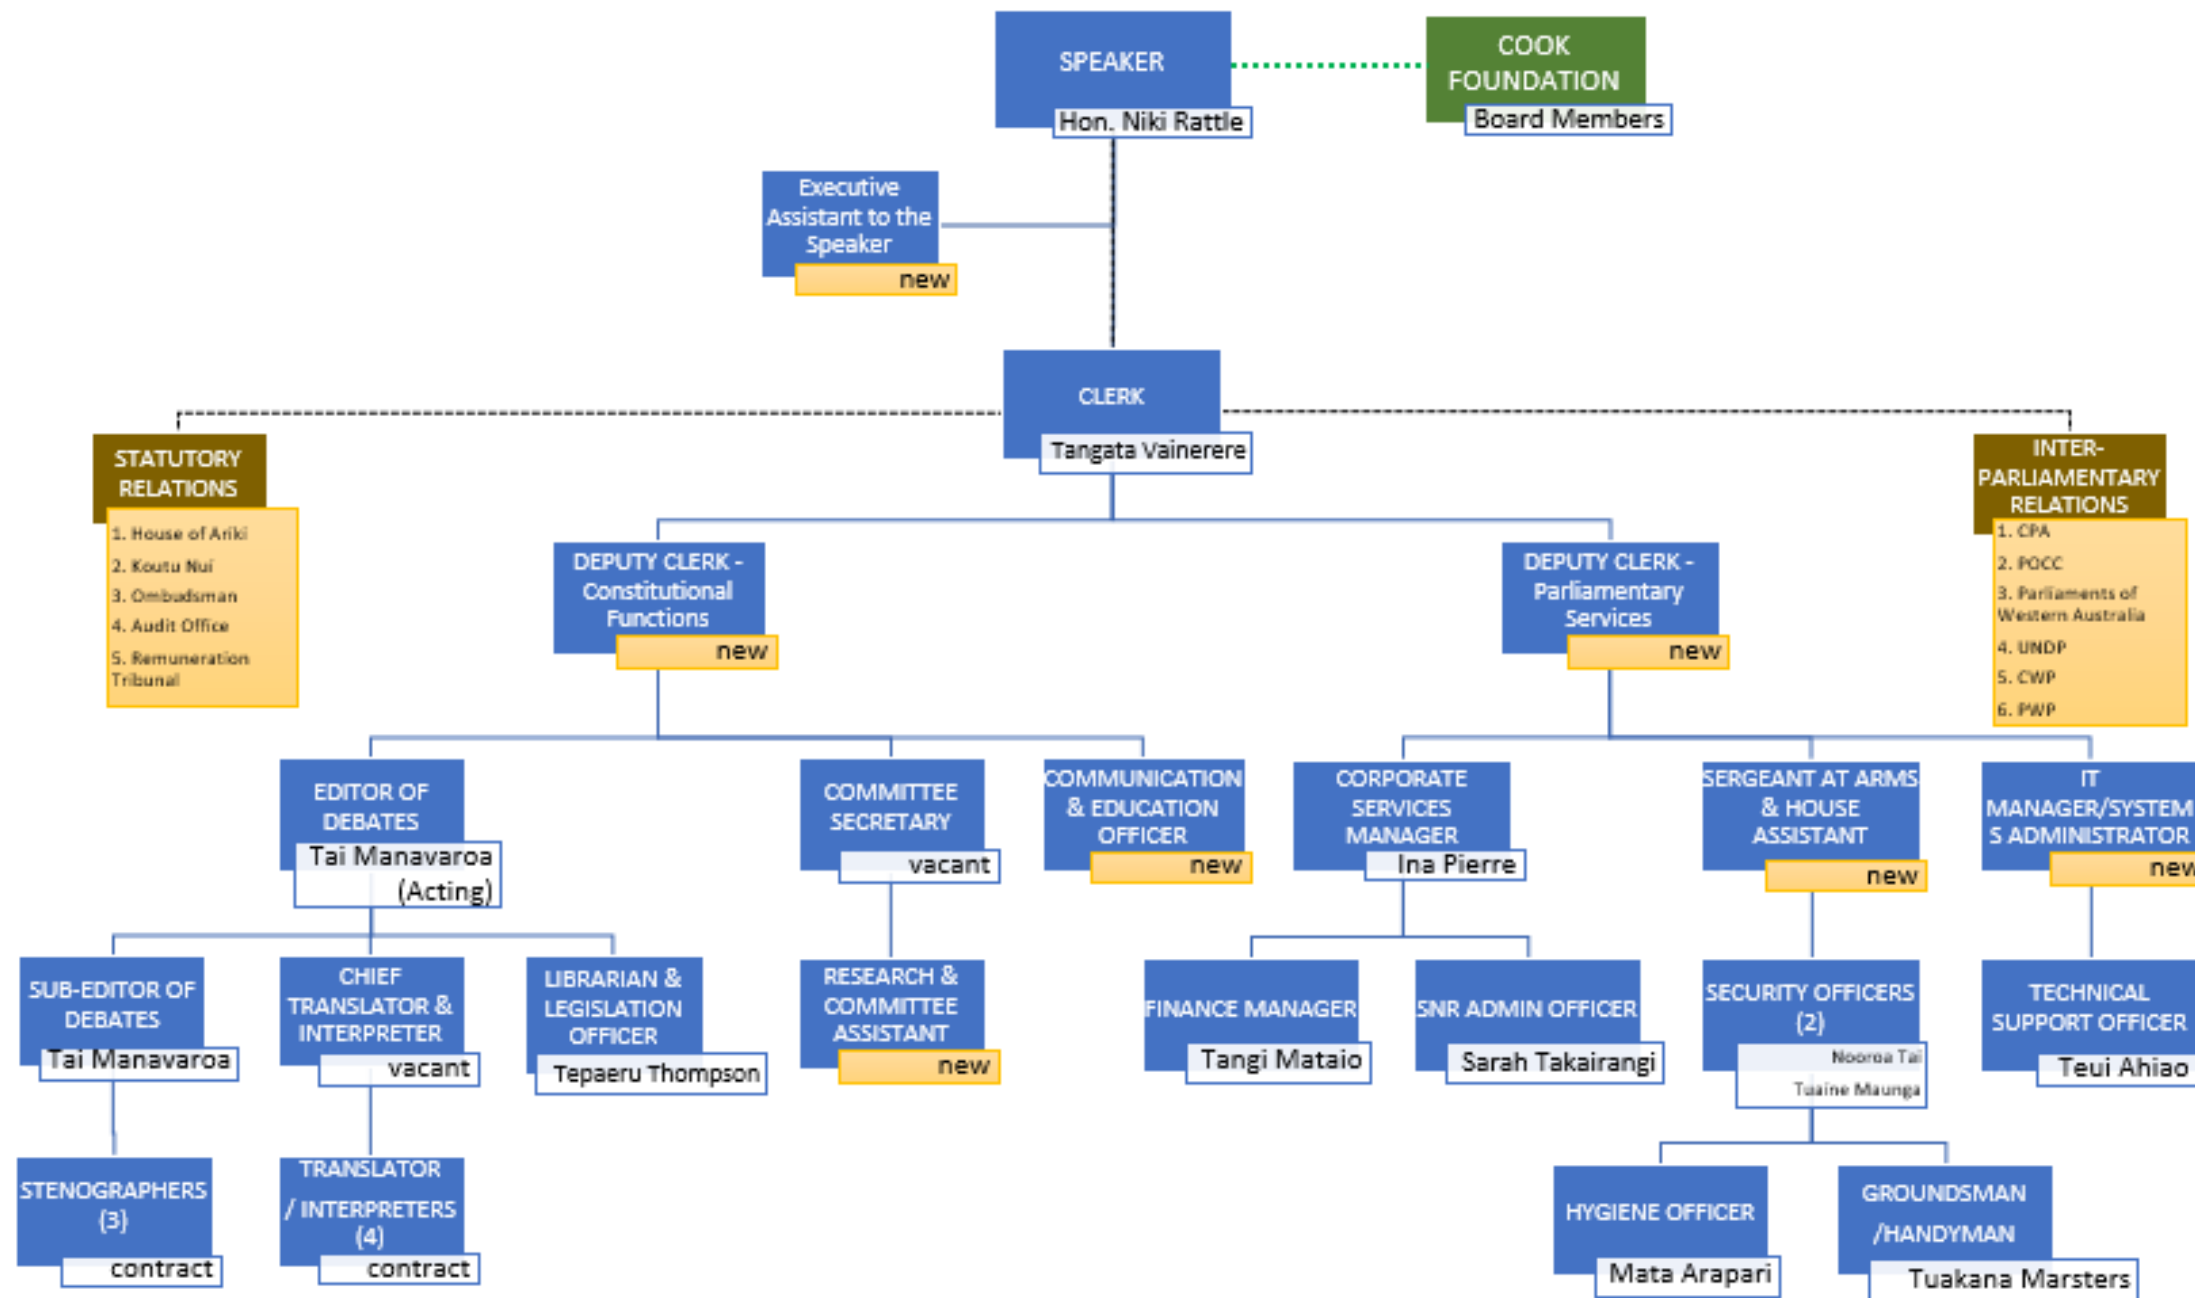 SPEAKER
Hon. Niki Rattle
COOK
FOUNDATION
Board Members
Executive
Assistant to the
Speaker
new
CLERK
Tangata Vainerere
STATUTORY
RELATIONS
1. House of Ariki
2. Koutu Nui
3. Ombudsman
4. Audit Office
5. Remuneration
Tribunal
INTER-
PARLIAMENTARY
RELATIONS
1. CPA
2. POCC
3. Parliaments of
Western Australia
4. UNDP
5. CWP
6. PWP
DEPUTY CLERK -
Constitutional
Functions
new
DEPUTY CLERK -
Parliamentary
Services
new
EDITOR OF
DEBATES
Tai Manavaroa
(Acting)
COMMITTEE
SECRETARY
vacant
COMMUNICATION
& EDUCATION
OFFICER
new
CORPORATE
SERVICES
MANAGER
Ina Pierre
SERGEANT AT ARMS
& HOUSE
ASSISTANT
new
IT
MANAGER/SYSTEM
S ADMINISTRATOR
new
SUB-EDITOR OF
DEBATES
Tai Manavaroa
CHIEF
TRANSLATOR &
INTERPRETER
vacant
LIBRARIAN &
LEGISLATION
OFFICER
Tepaeru Thompson
RESEARCH &
COMMITTEE
ASSISTANT
new
FINANCE MANAGER
Tangi Mataio
SNR ADMIN OFFICER
Sarah Takairangi
SECURITY OFFICERS
(2)
Nooroa Tai
Tuaine Maunga
TECHNICAL
SUPPORT OFFICER
Teui Ahiao
STENOGRAPHERS
(3)
contract
TRANSLATOR
/ INTERPRETERS
(4)
contract
HYGIENE OFFICER
Mata Arapari
GROUNDSMAN
/HANDYMAN
Tuakana Marsters